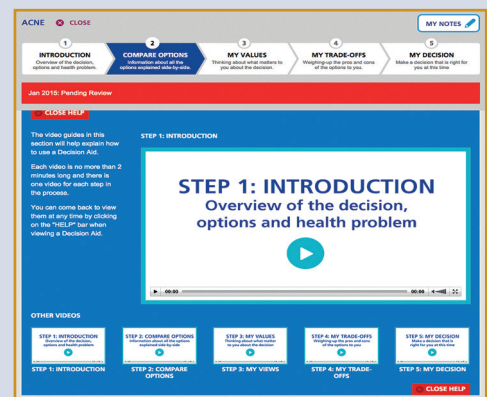 ACNE CLOSE
MY NOTES
1
INTRODUCTION
Overview of the decision,
options and health problem
2
COMPARE OPTIONS
Information about all the
options explained side-by-side.
3
MY VALUES
Thinking about what matters to
you about the decision.
4
MY TRADE-OFFS
Weighing-up the pros and cons
of the options to you.
5
MY DECISION
Make a decision that is right for
you at this time
Jan 2015: Pending Review
CLOSE HELP
The video guides in this
section will help explain how
to use a Decision Aid.
Each video is no more than 2
minutes long and there is
one video for each step in
the process.
You can come back to view
them at any time by clicking
on the "HELP" bar when
viewing a Decision Aid.
STEP 1: INTRODUCTION
STEP 1: INTRODUCTION
Overview of the decision,
options and health problem
00:00 00:00
OTHER VIDEOS
STEP 1: INTRODUCTION
Overview of the decision,
options and health problem
STEP 1: INTRODUCTION
STEP 2: COMPARE OPTIONS
Information about all the options
explained side-by-side
STEP 2: COMPARE
OPTIONS
STEP 3: MY VALUES
Thinking about what matter
to you about the decision
STEP 3: MY VIEWS
STEP 4: MY TRADE-OFFS
Weighing up the pros and cons
of the options to you
STEP 4: MY TRADE-
OFFS
STEP 5: MY DECISION
Make a decision that is
right for you at this time
STEP 5: MY DECISION
CLOSE HELP